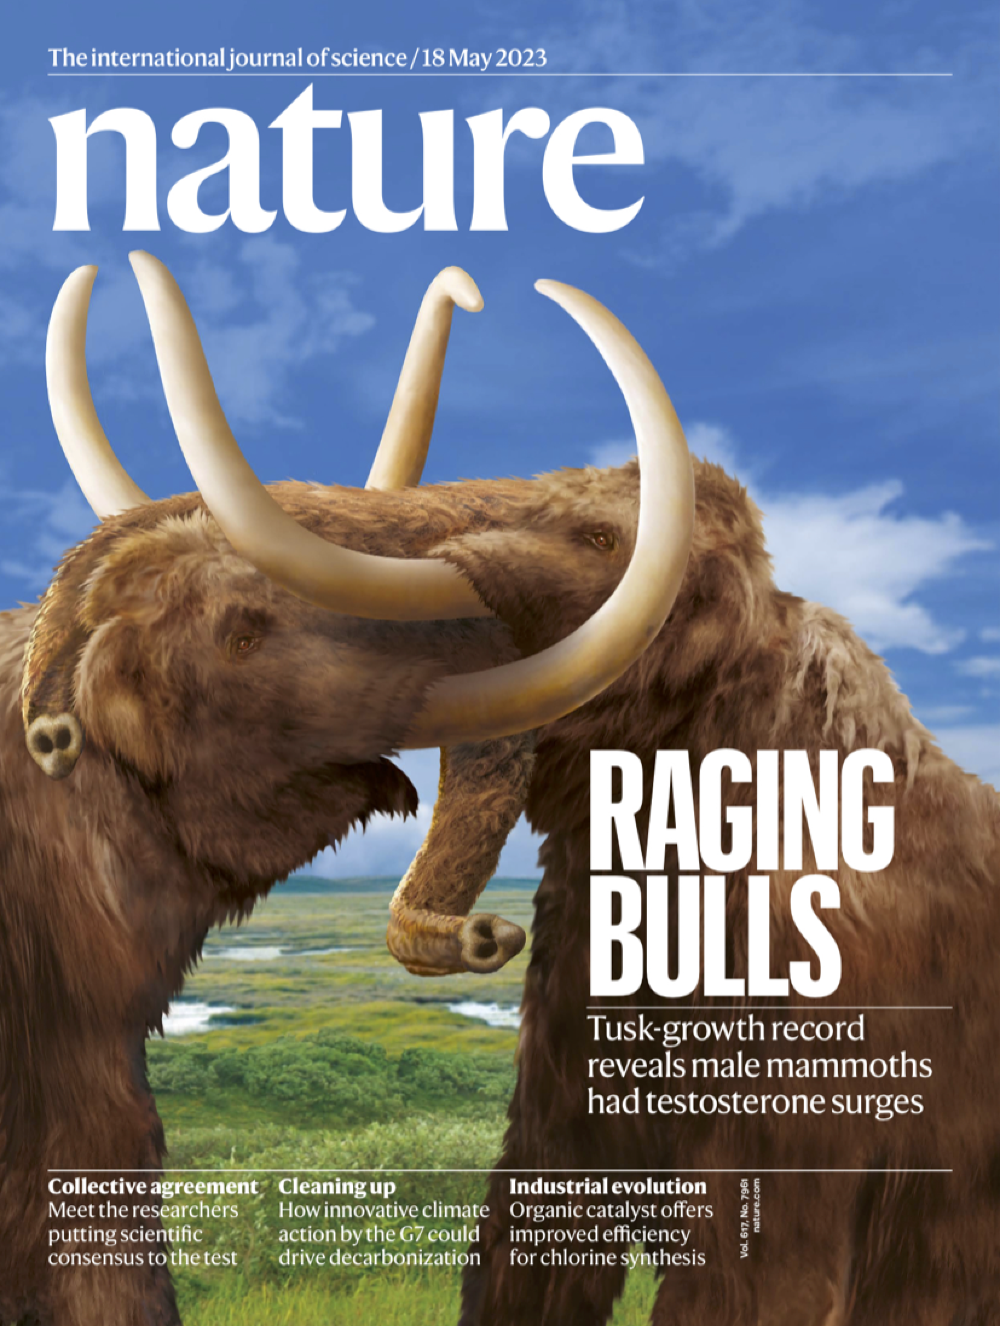 The international journal of science / 18 May 2023
nature
RAGING
BULLS
Tusk-growth record
reveals male mammoths
had testosterone surges
Collective agreement
Meet the researchers
putting scientific
consensus to the test
Cleaning up
How innovative climate
action by the G7 could
drive decarbonization
Industrial evolution
Organic catalyst offers
improved efficiency
for chlorine synthesis
Vol. 617, No. 7961
nature.com